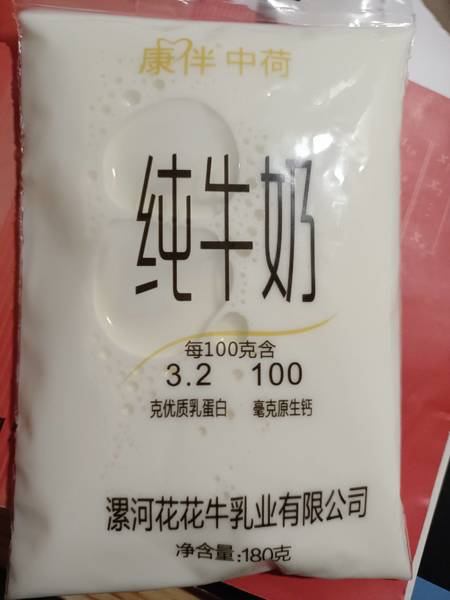 康伴 中荷
纯牛奶
每100克含
3.2 100
克优质乳蛋白 毫克原生钙
漯河花花牛乳业有限公司
净含量:180克